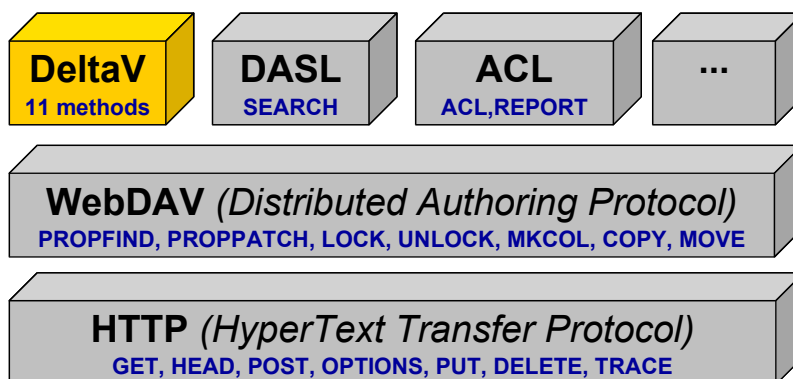 DeltaV
11 methods
DASL
SEARCH
ACL
ACL,REPORT
...
WebDAV (Distributed Authoring Protocol)
PROPFIND, PROPPATCH, LOCK, UNLOCK, MKCOL, COPY, MOVE
HTTP (HyperText Transfer Protocol)
GET, HEAD, POST, OPTIONS, PUT, DELETE, TRACE